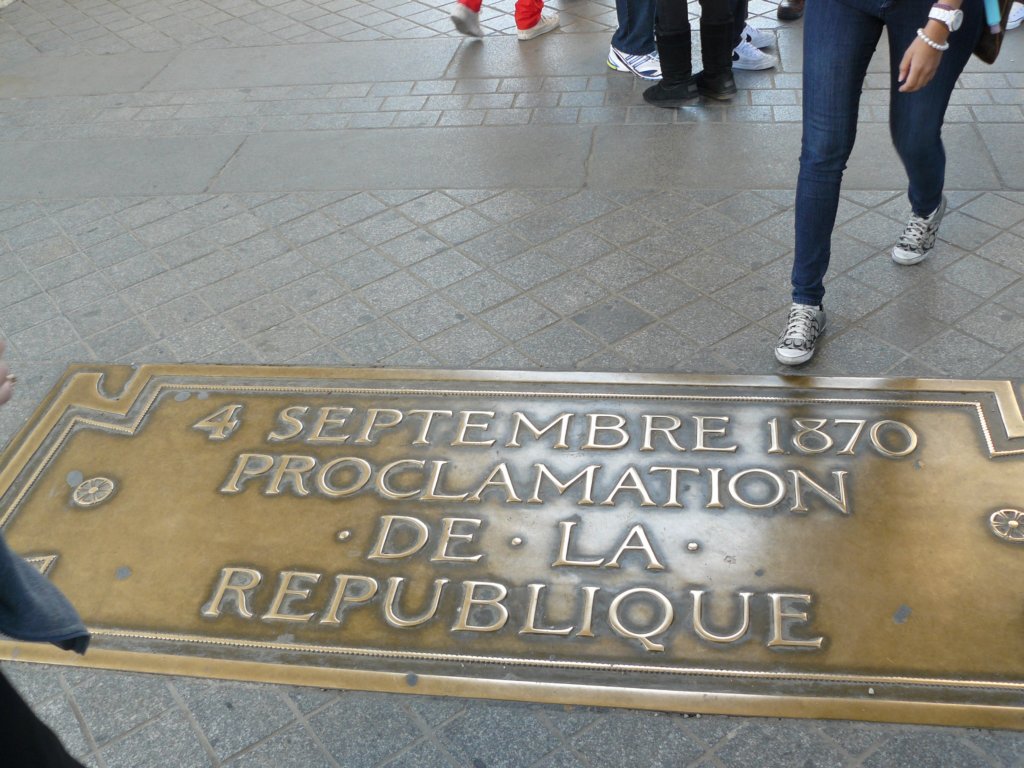 4 SEPTEMBRE 1870
PROCLAMATION
· DE · LA ·
REPUBLIQUE